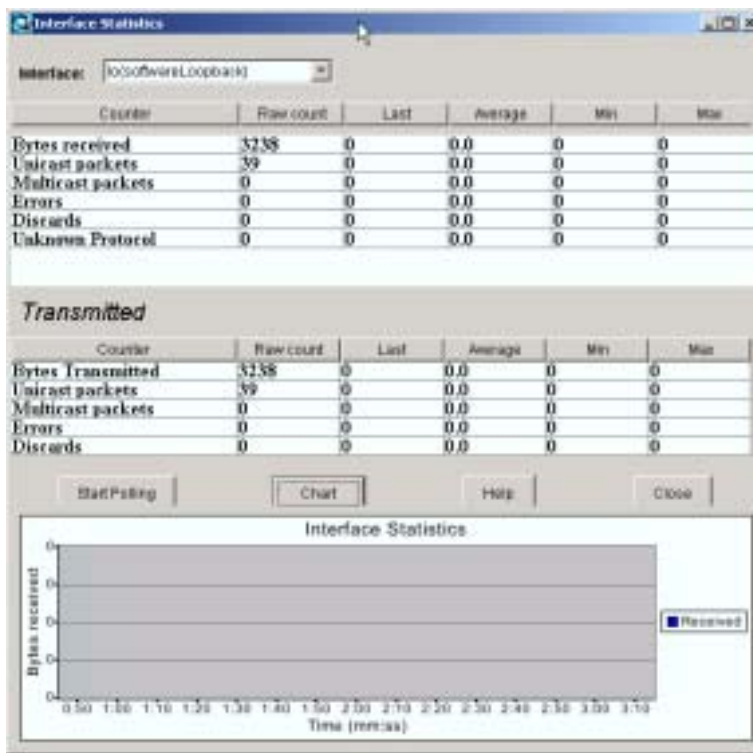 Interface Statistics
Interface: lo(softwareLoopback)
Counter Raw count Last Average Min Max
Bytes received 3238 0 0.0 0 0
Unicast packets 39 0 0.0 0 0
Multicast packets 0 0 0.0 0 0
Errors 0 0 0.0 0 0
Discards 0 0 0.0 0 0
Unknown Protocol 0 0 0.0 0 0
Transmitted
Counter Raw count Last Average Min Max
Bytes Transmitted 3238 0 0.0 0 0
Unicast packets 39 0 0.0 0 0
Multicast packets 0 0 0.0 0 0
Errors 0 0 0.0 0 0
Discards 0 0 0.0 0 0
Start Polling Chart Help Close
Interface Statistics
Bytes received
0
0
0
0
0
Received
0:50 1:00 1:10 1:20 1:30 1:40 1:50 2:00 2:10 2:20 2:30 2:40 2:50 3:00 3:10
Time (mm:ss)